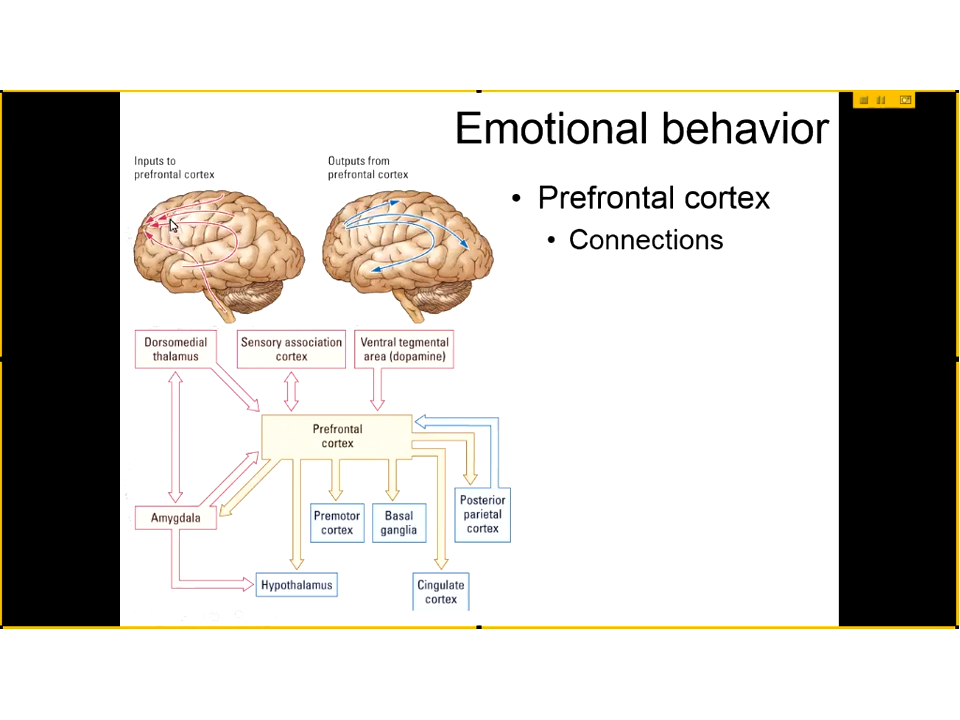 Emotional behavior
Inputs to
prefrontal cortex
Outputs from
prefrontal cortex
• Prefrontal cortex
• Connections
Dorsomedial
thalamus
Sensory association
cortex
Ventral tegmental
area (dopamine)
Prefrontal
cortex
Amygdala
Premotor
cortex
Basal
ganglia
Posterior
parietal
cortex
Hypothalamus
Cingulate
cortex